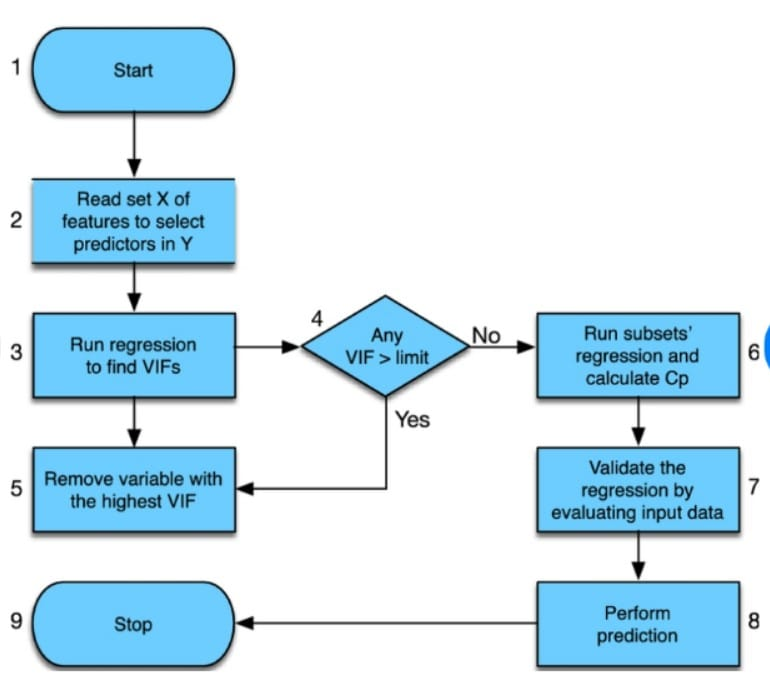 1
Start
2
Read set X of
features to select
predictors in Y
3
Run regression
to find VIFs
4
Any
VIF > limit
No
Run subsets'
regression and
calculate Cp
6
Yes
5
Remove variable with
the highest VIF
Validate the
regression by
evaluating input data
7
9
Stop
Perform
prediction
8